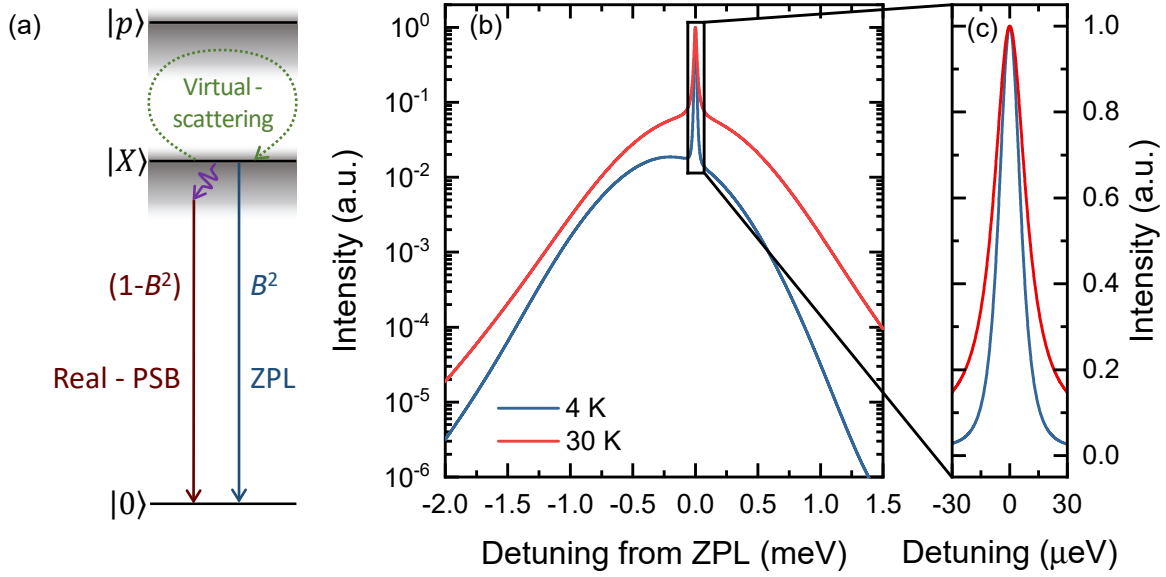 (a)
|p⟩
Virtual -
scattering
|X⟩
(1-B²)
B²
Real - PSB
ZPL
|0⟩
(b)
Intensity (a.u.)
10⁰
10⁻¹
10⁻²
10⁻³
10⁻⁴
10⁻⁵
10⁻⁶
4 K
30 K
-2.0 -1.5 -1.0 -0.5 0.0 0.5 1.0 1.5
Detuning from ZPL (meV)
(c)
1.0
0.8
0.6
0.4
0.2
0.0
Intensity (a.u.)
-30 0 30
Detuning (μeV)